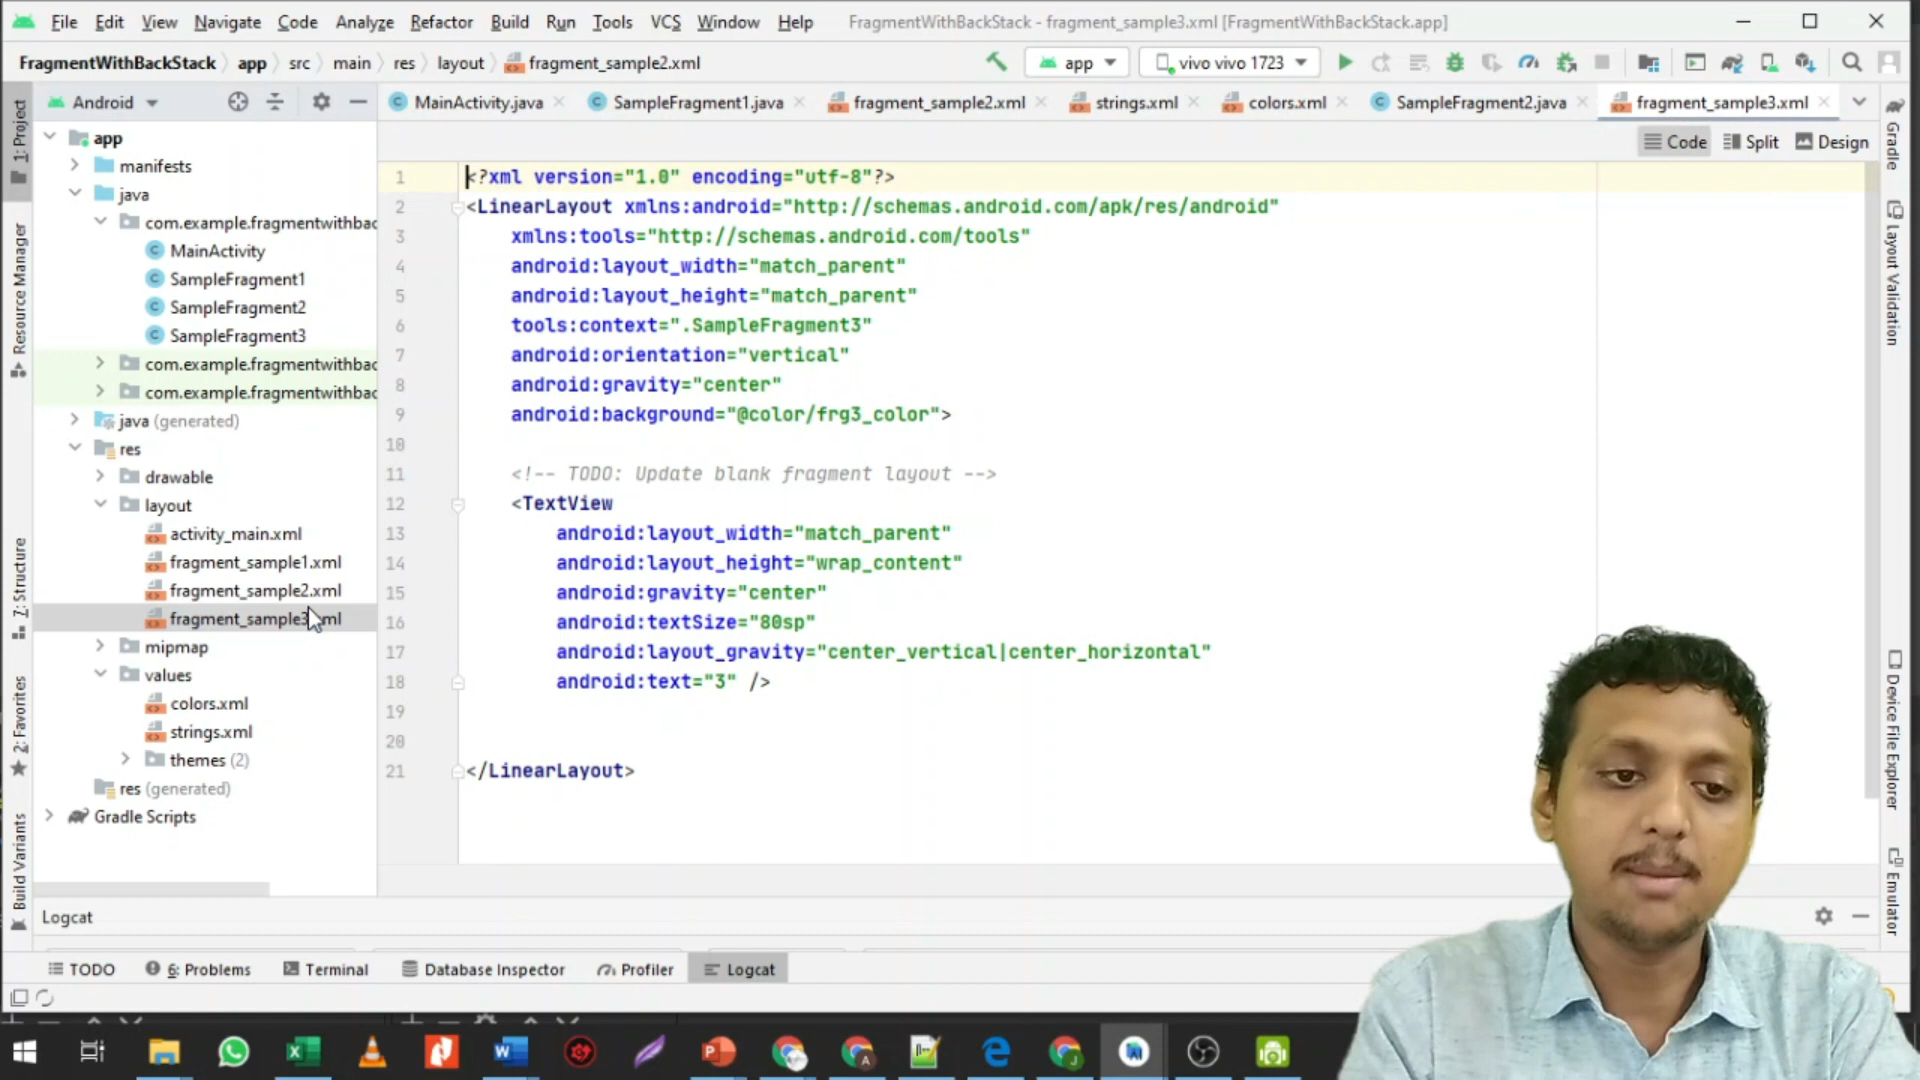 File Edit View Navigate Code Analyze Refactor Build Run Tools VCS Window Help FragmentWithBackStack - fragment_sample3.xml [FragmentWithBackStack.app]
FragmentWithBackStack app src main res layout fragment_sample2.xml app vivo vivo 1723
Android MainActivity.java SampleFragment1.java fragment_sample2.xml strings.xml colors.xml SampleFragment2.java fragment_sample3.xml
Code Split Design
1: Project
Resource Manager
7: Structure
2: Favorites
Build Variants
app
manifests
java
com.example.fragmentwithbac
MainActivity
SampleFragment1
SampleFragment2
SampleFragment3
com.example.fragmentwithbac
com.example.fragmentwithbac
java (generated)
res
drawable
layout
activity_main.xml
fragment_sample1.xml
fragment_sample2.xml
fragment_sample3.xml
mipmap
values
colors.xml
strings.xml
themes (2)
res (generated)
Gradle Scripts
1 <?xml version="1.0" encoding="utf-8"?>
2 <LinearLayout xmlns:android="http://schemas.android.com/apk/res/android"
3 xmlns:tools="http://schemas.android.com/tools"
4 android:layout_width="match_parent"
5 android:layout_height="match_parent"
6 tools:context=".SampleFragment3"
7 android:orientation="vertical"
8 android:gravity="center"
9 android:background="@color/frg3_color">
10
11 <!-- TODO: Update blank fragment layout -->
12 <TextView
13 android:layout_width="match_parent"
14 android:layout_height="wrap_content"
15 android:gravity="center"
16 android:textSize="80sp"
17 android:layout_gravity="center_vertical|center_horizontal"
18 android:text="3" />
19
20
21 </LinearLayout>
Gradle
Layout Validation
Device File Explorer
Emulator
Logcat
TODO 6: Problems Terminal Database Inspector Profiler Logcat